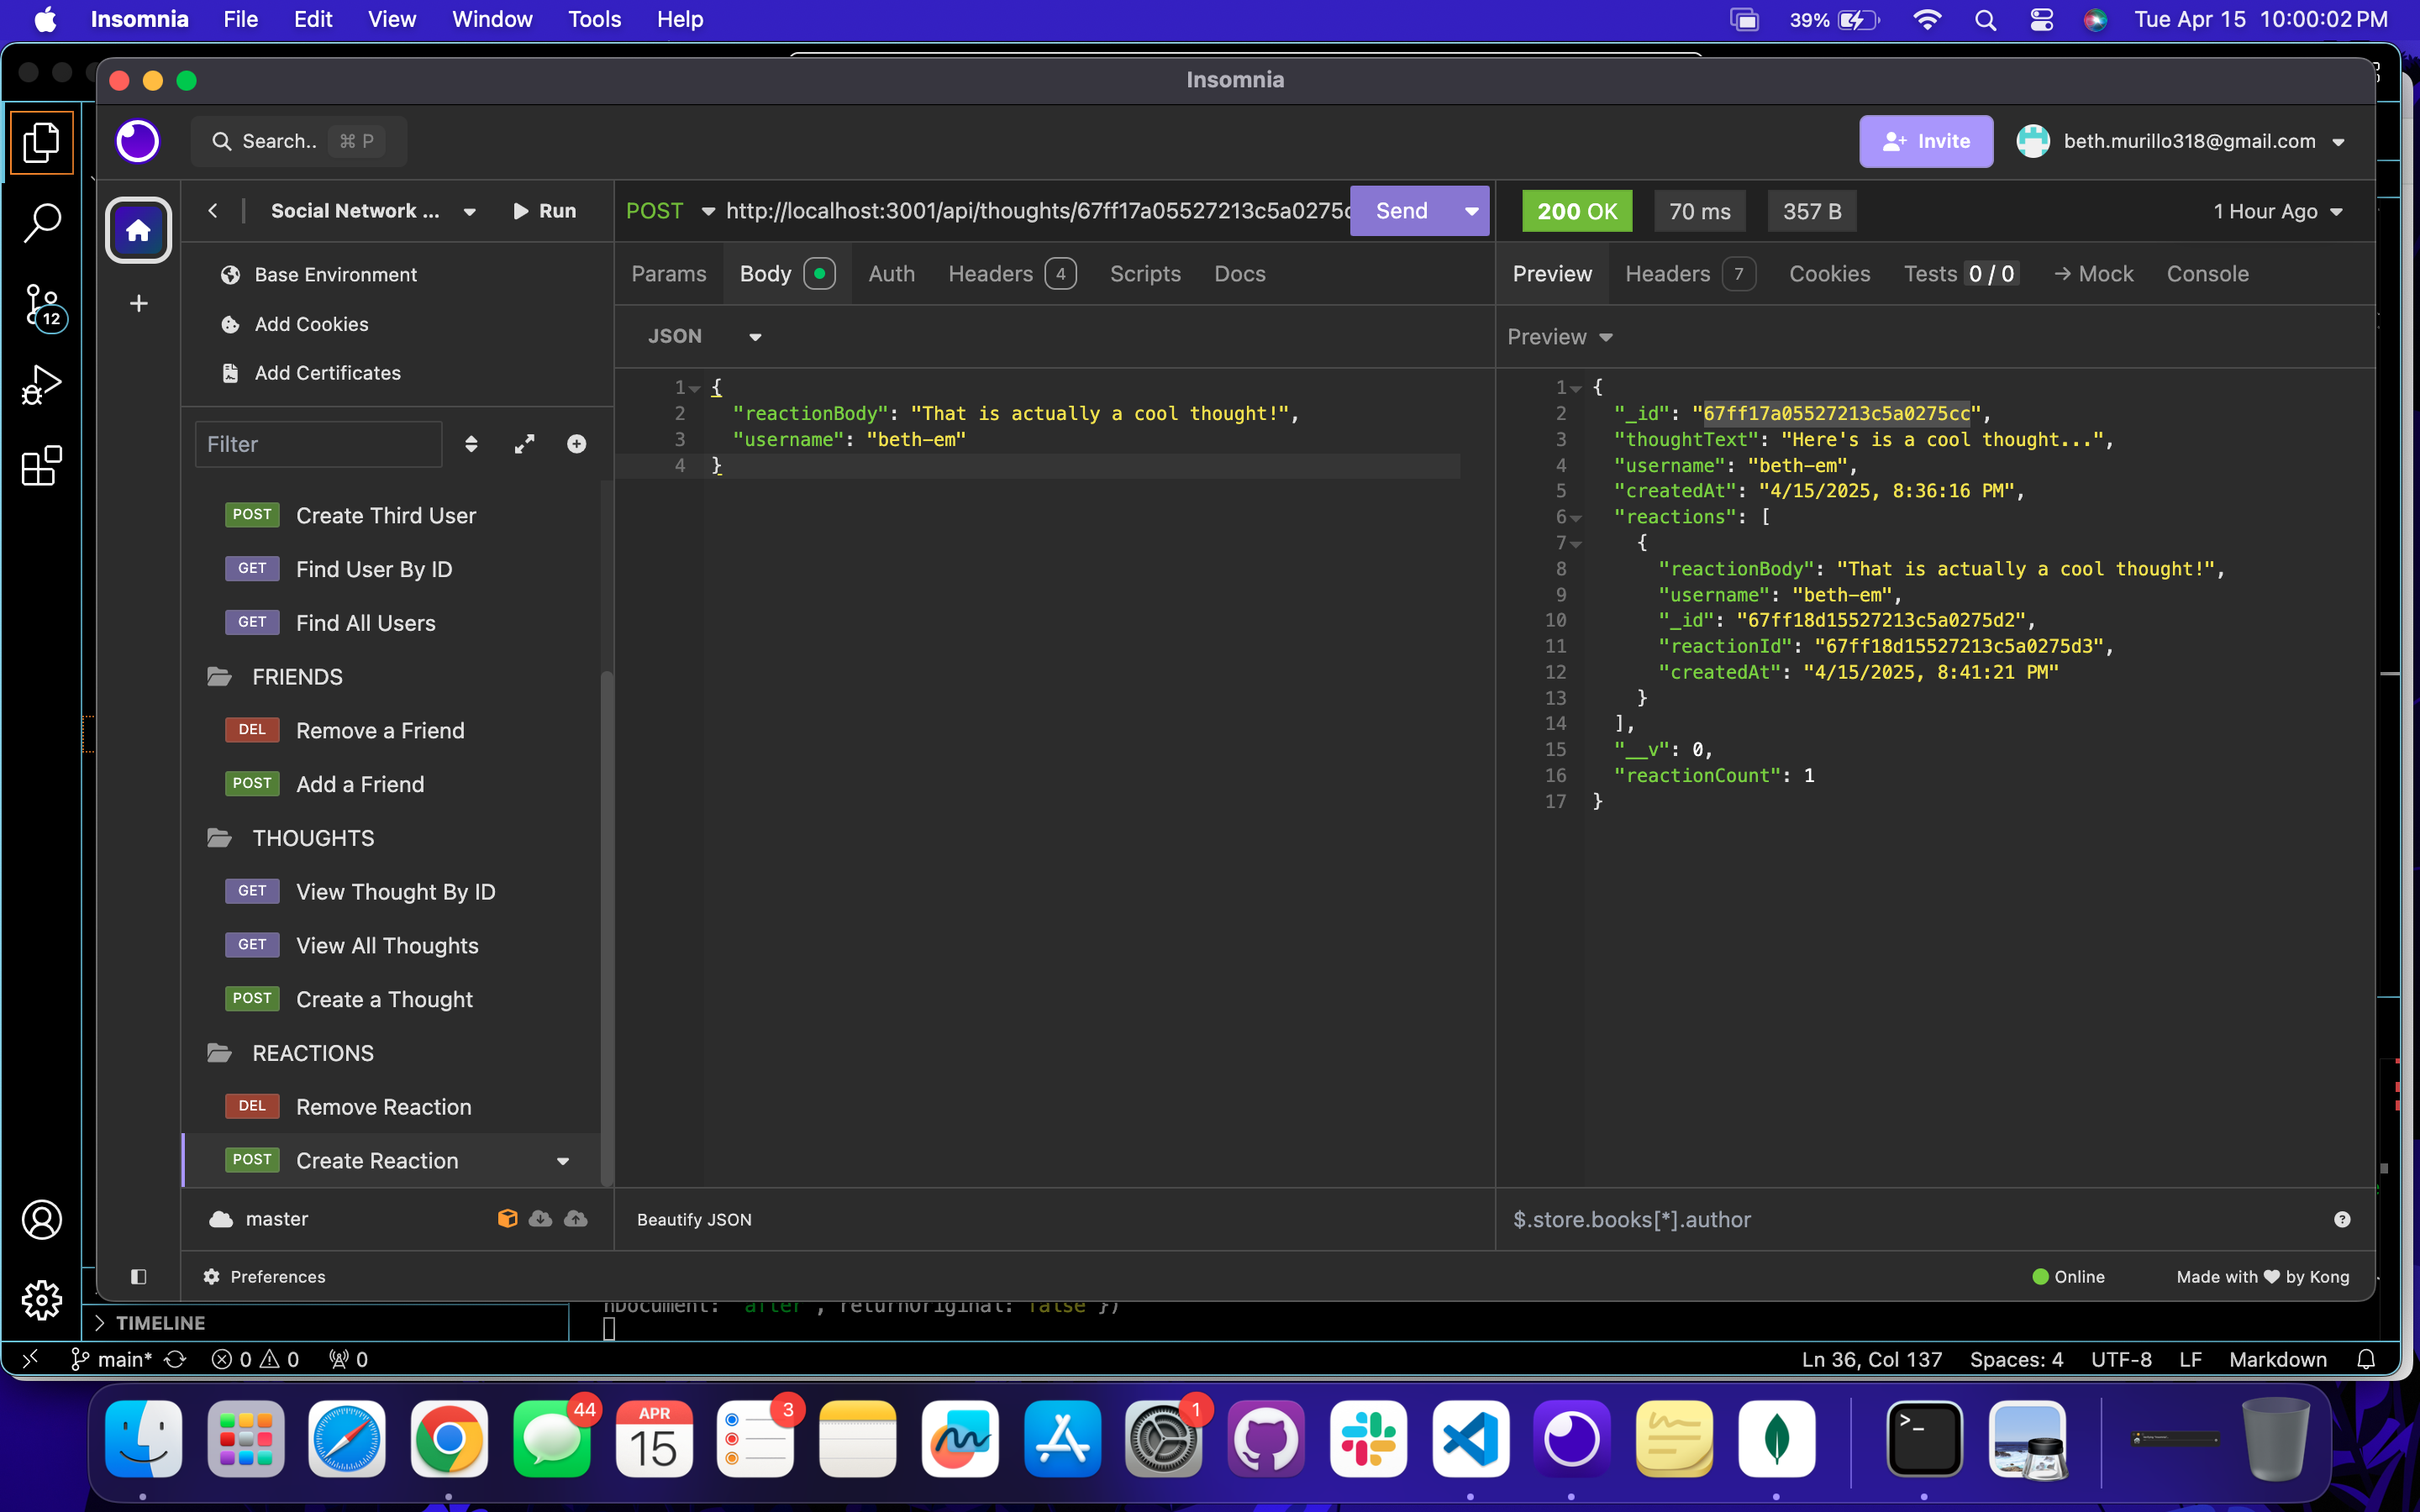 Insomnia File Edit View Window Tools Help 39% Tue Apr 15 10:00:02 PM
Insomnia
Search.. ⌘ P Invite beth.murillo318@gmail.com
Social Network ... Run
POST http://localhost:3001/api/thoughts/67ff17a05527213c5a0275c Send 200 OK 70 ms 357 B 1 Hour Ago
Base Environment
Add Cookies
Add Certificates
Filter
POST Create Third User
GET Find User By ID
GET Find All Users
FRIENDS
DEL Remove a Friend
POST Add a Friend
THOUGHTS
GET View Thought By ID
GET View All Thoughts
POST Create a Thought
REACTIONS
DEL Remove Reaction
POST Create Reaction
master
Preferences
Params Body Auth Headers 4 Scripts Docs
JSON
1 {
2 "reactionBody": "That is actually a cool thought!",
3 "username": "beth-em"
4 }
Beautify JSON
Preview Headers 7 Cookies Tests 0 / 0 → Mock Console
Preview
1 {
2 "_id": "67ff17a05527213c5a0275cc",
3 "thoughtText": "Here's is a cool thought...",
4 "username": "beth-em",
5 "createdAt": "4/15/2025, 8:36:16 PM",
6 "reactions": [
7 {
8 "reactionBody": "That is actually a cool thought!",
9 "username": "beth-em",
10 "_id": "67ff18d15527213c5a0275d2",
11 "reactionId": "67ff18d15527213c5a0275d3",
12 "createdAt": "4/15/2025, 8:41:21 PM"
13 }
14 ],
15 "__v": 0,
16 "reactionCount": 1
17 }
$.store.books[*].author
Online Made with by Kong
12
nDocument: 'after', returnOriginal: false })
TIMELINE
main* 0 0 0 Ln 36, Col 137 Spaces: 4 UTF-8 LF Markdown
44 APR 15 3 1